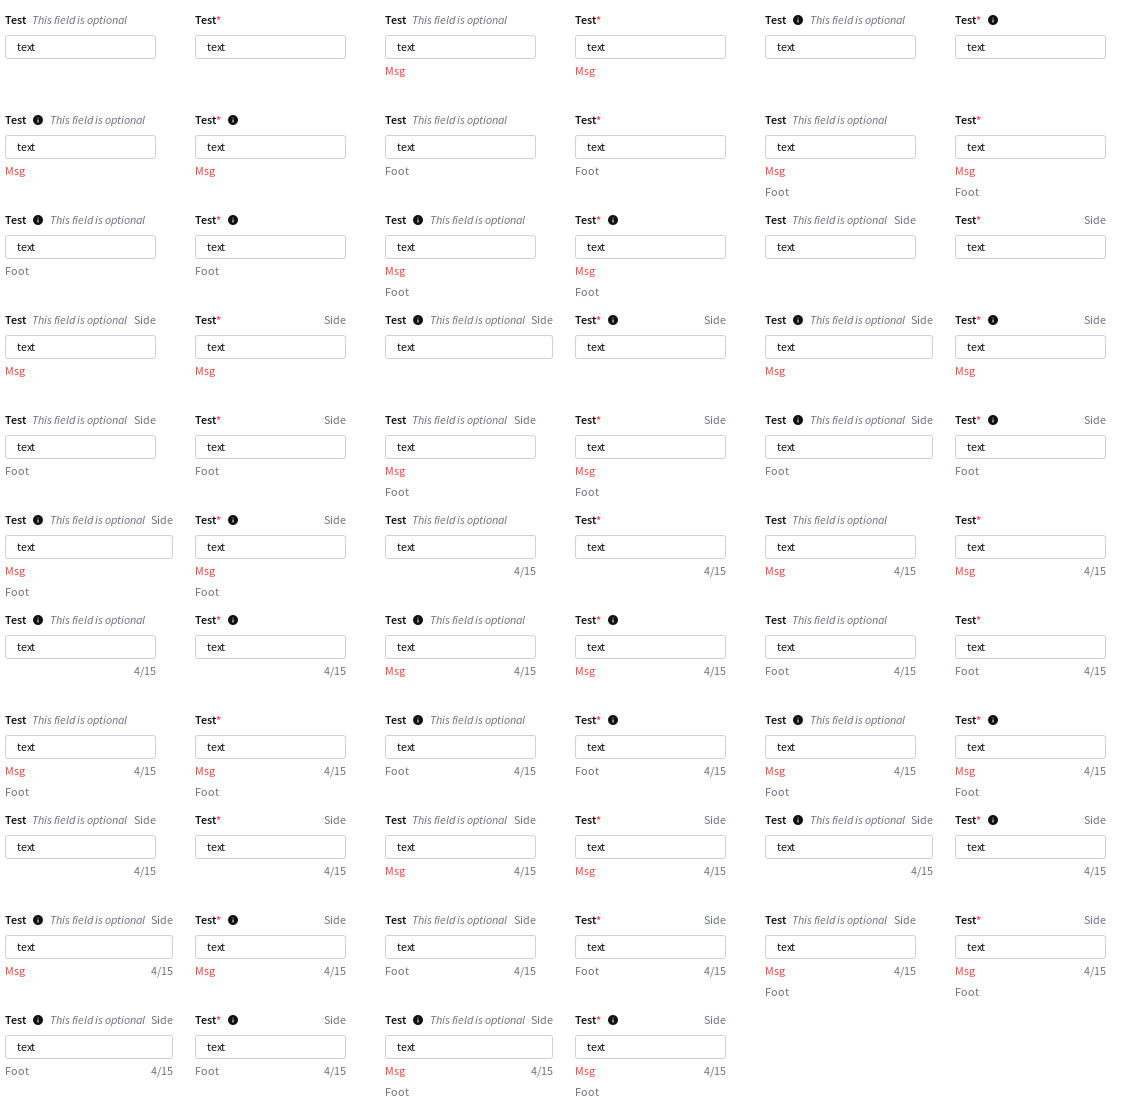 Test This field is optional Test* Test This field is optional Test* Test This field is optional Test*
text text text text text text
Msg Msg
Test This field is optional Test* Test This field is optional Test* Test This field is optional Test*
text text text text text text
Msg Msg Foot Foot Msg Msg
Foot Foot
Test This field is optional Test* Test This field is optional Test* Test This field is optional Side Test* Side
text text text text text text
Foot Foot Msg Msg
Foot Foot
Test This field is optional Side Test* Side Test This field is optional Side Test* Side Test This field is optional Side Test* Side
text text text text text text
Msg Msg Msg Msg
Test This field is optional Side Test* Side Test This field is optional Side Test* Side Test This field is optional Side Test* Side
text text text text text text
Foot Foot Msg Msg Foot Foot
Foot Foot
Test This field is optional Side Test* Side Test This field is optional Test* Test This field is optional Test*
text text text text text text
Msg Msg 4/15 4/15 Msg 4/15 Msg 4/15
Foot Foot
Test This field is optional Test* Test This field is optional Test* Test This field is optional Test*
text text text text text text
4/15 4/15 Msg 4/15 Msg 4/15 Foot 4/15 Foot 4/15
Test This field is optional Test* Test This field is optional Test* Test This field is optional Test*
text text text text text text
Msg 4/15 Msg 4/15 Foot 4/15 Foot 4/15 Msg 4/15 Msg 4/15
Foot Foot Foot Foot
Test This field is optional Side Test* Side Test This field is optional Side Test* Side Test This field is optional Side Test* Side
text text text text text text
4/15 4/15 Msg 4/15 Msg 4/15 4/15 4/15
Test This field is optional Side Test* Side Test This field is optional Side Test* Side Test This field is optional Side Test* Side
text text text text text text
Msg 4/15 Msg 4/15 Foot 4/15 Foot 4/15 Msg 4/15 Msg 4/15
Foot Foot
Test This field is optional Side Test* Side Test This field is optional Side Test* Side
text text text text
Foot 4/15 Foot 4/15 Msg 4/15 Msg 4/15
Foot Foot